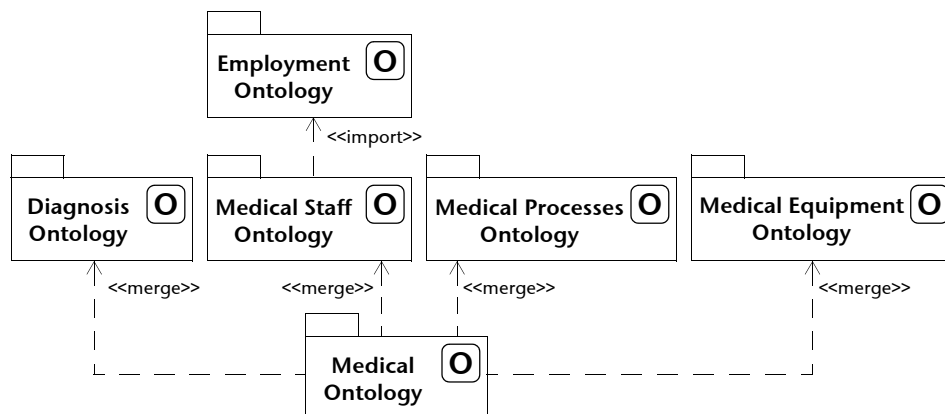 Employment O
Ontology
<<import>>
Diagnosis O
Ontology
Medical Staff O
Ontology
Medical Processes O
Ontology
Medical Equipment O
Ontology
<<merge>>
<<merge>>
<<merge>>
<<merge>>
Medical O
Ontology